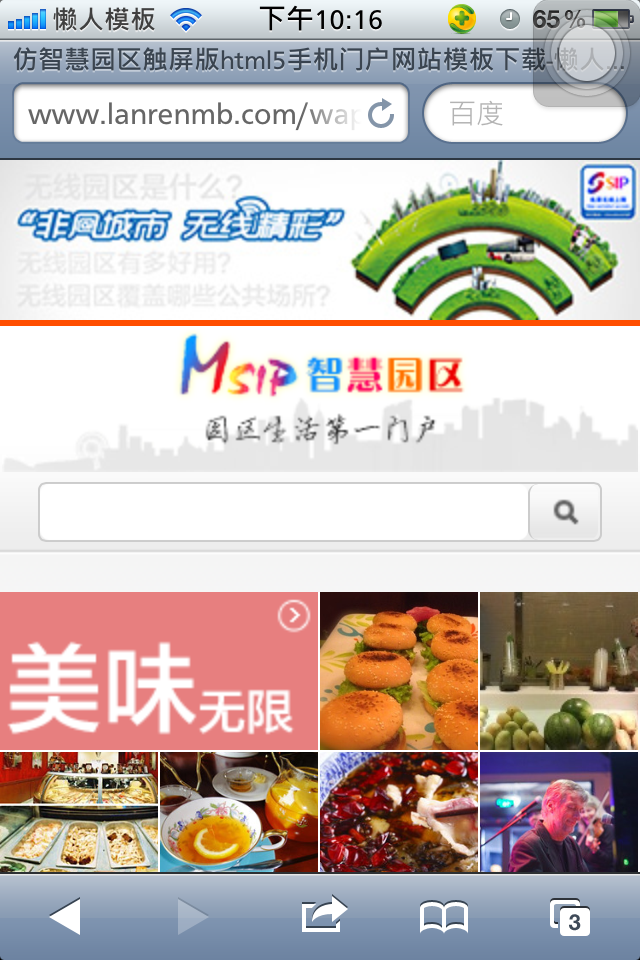 懒人模板 下午10:16 65%
仿智慧园区触屏版html5手机门户网站模板下载-懒人...
www.lanrenmb.com/wap
百度
无线园区是什么?
SIP
“非同城市 无线精彩”
无线园区有多好用?
无线园区覆盖哪些公共场所?
MSIP 智慧园区
园区生活第一门户
美味无限
3